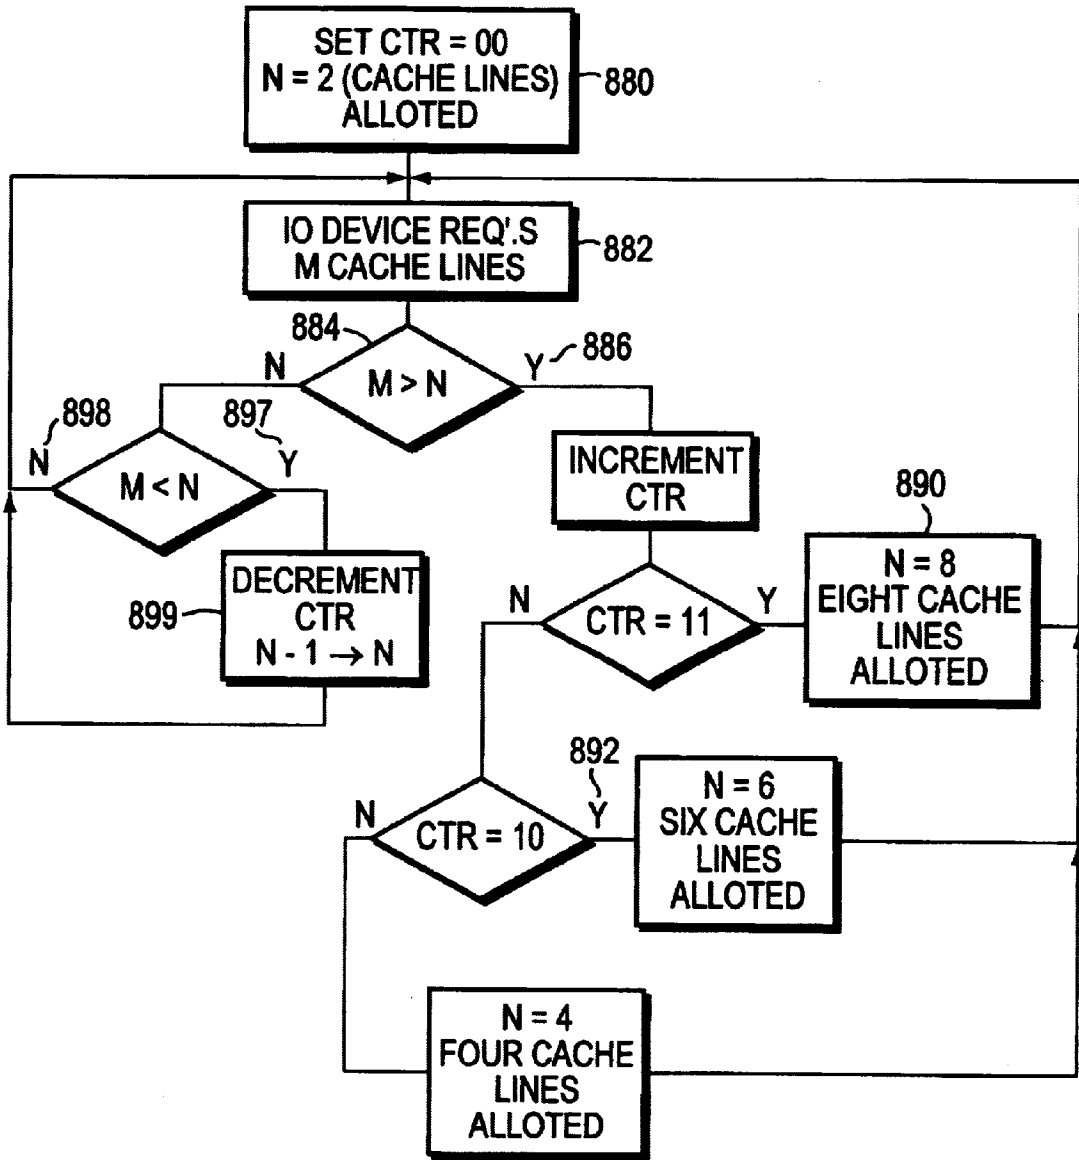 SET CTR = 00
N = 2 (CACHE LINES)
ALLOTED
880
IO DEVICE REQ'.S
M CACHE LINES
882
884
N
M > N
Y
886
898
N
M < N
897
Y
INCREMENT
CTR
DECREMENT
CTR
N - 1 → N
899
N
CTR = 11
Y
890
N = 8
EIGHT CACHE
LINES
ALLOTED
N
CTR = 10
892
Y
N = 6
SIX CACHE
LINES
ALLOTED
N = 4
FOUR CACHE
LINES
ALLOTED